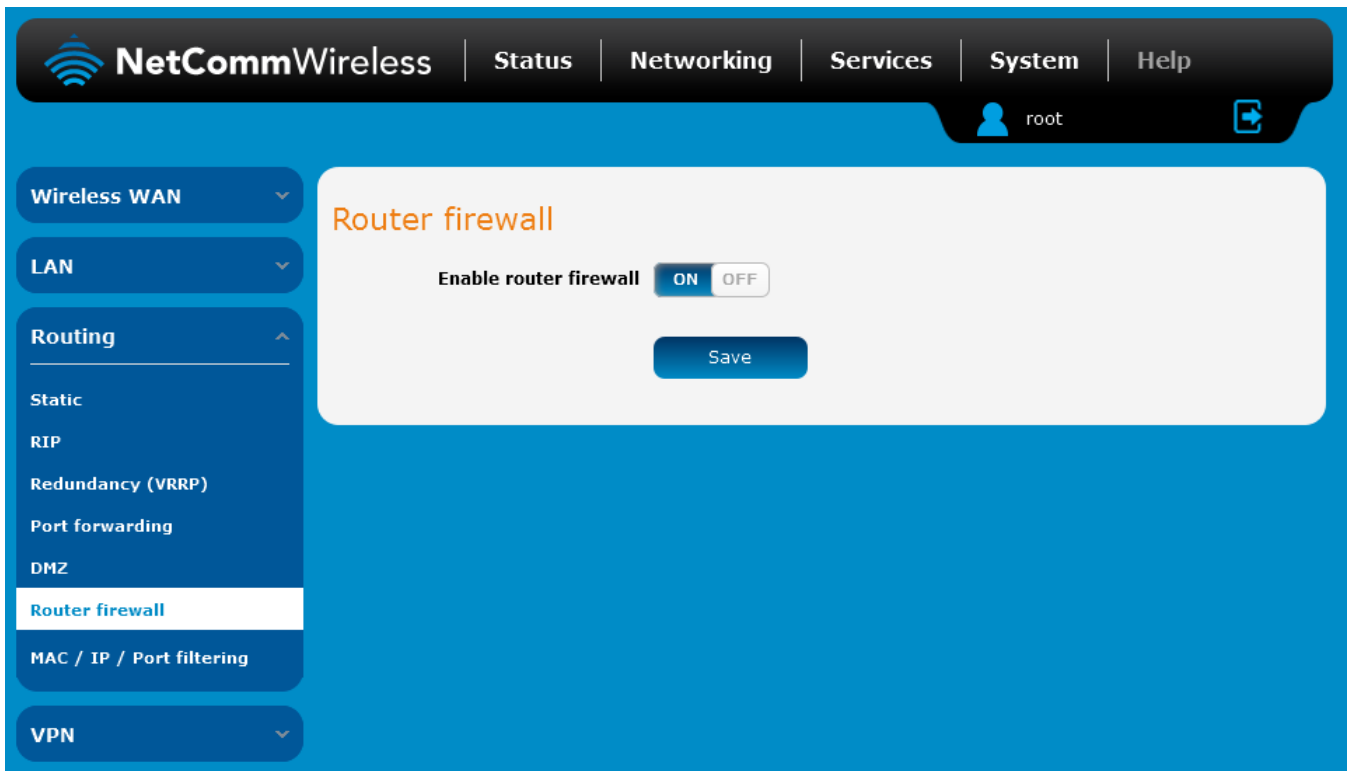 NetCommWireless Status Networking Services System Help
root
Wireless WAN
LAN
Routing
Static
RIP
Redundancy (VRRP)
Port forwarding
DMZ
Router firewall
MAC / IP / Port filtering
VPN
Router firewall
Enable router firewall ON OFF
Save